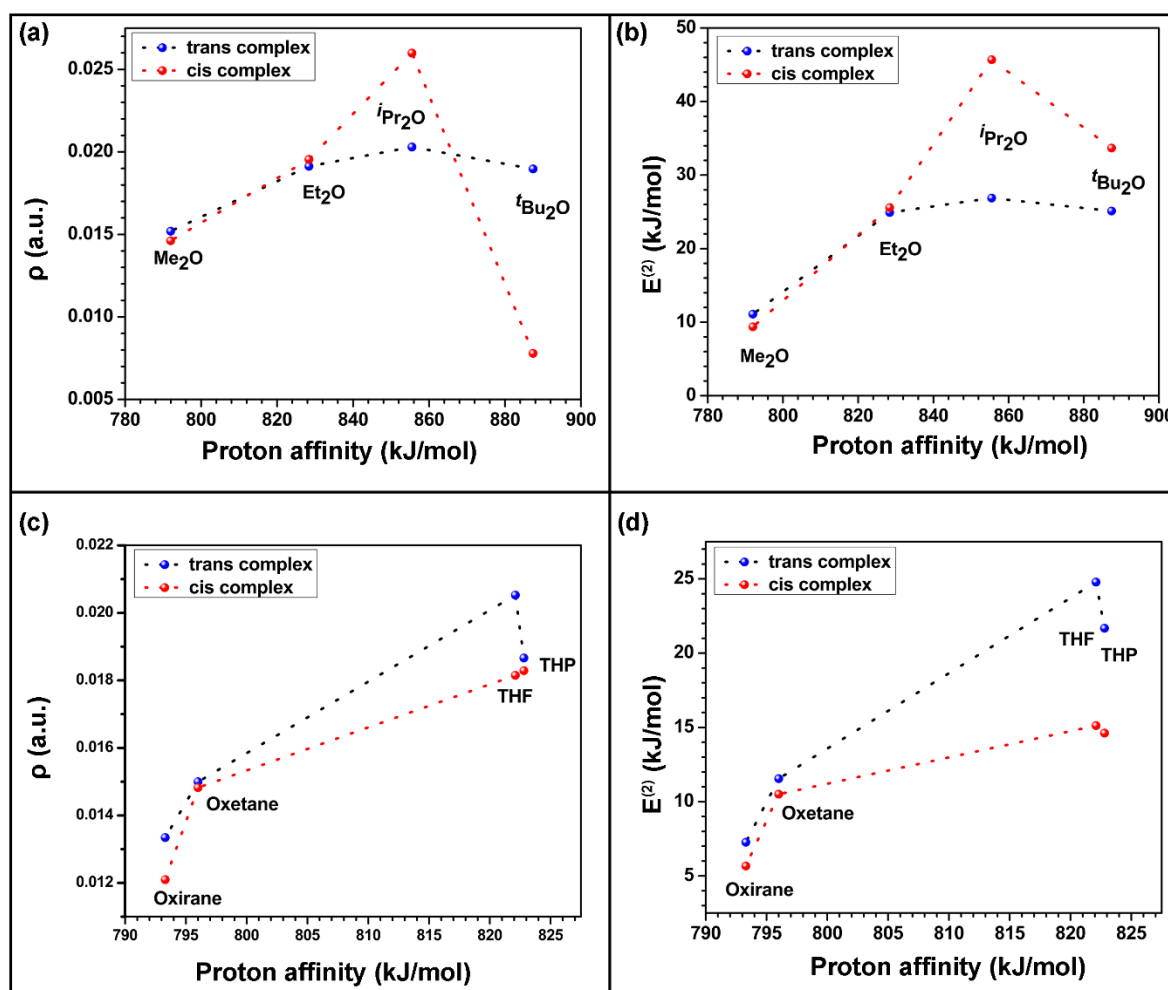 (a)
trans complex
cis complex
0.025
0.020
0.015
0.010
0.005
ρ (a.u.)
Me2O
Et2O
iPr2O
tBu2O
780 800 820 840 860 880 900
Proton affinity (kJ/mol)
(b)
trans complex
cis complex
50
40
30
20
10
0
E(2) (kJ/mol)
Me2O
Et2O
iPr2O
tBu2O
780 800 820 840 860 880 900
Proton affinity (kJ/mol)
(c)
trans complex
cis complex
0.022
0.020
0.018
0.016
0.014
0.012
ρ (a.u.)
Oxirane
Oxetane
THF
THP
790 795 800 805 810 815 820 825
Proton affinity (kJ/mol)
(d)
trans complex
cis complex
25
20
15
10
5
E(2) (kJ/mol)
Oxirane
Oxetane
THF
THP
790 795 800 805 810 815 820 825
Proton affinity (kJ/mol)